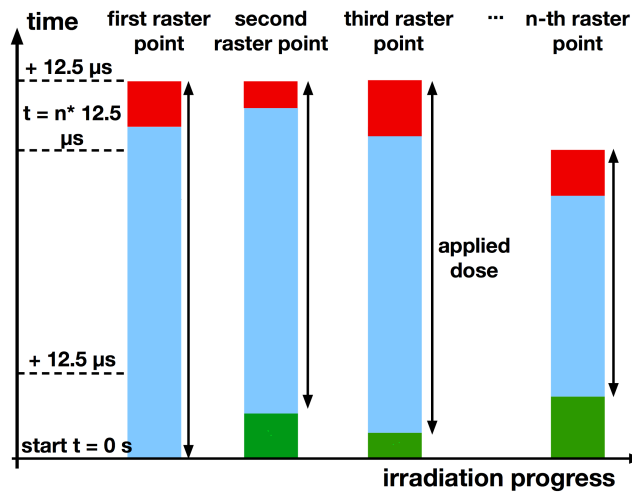 time
first raster
point
second
raster point
third raster
point
...
n-th raster
point
+ 12.5 µs
t = n* 12.5
µs
applied
dose
+ 12.5 µs
start t = 0 s
irradiation progress